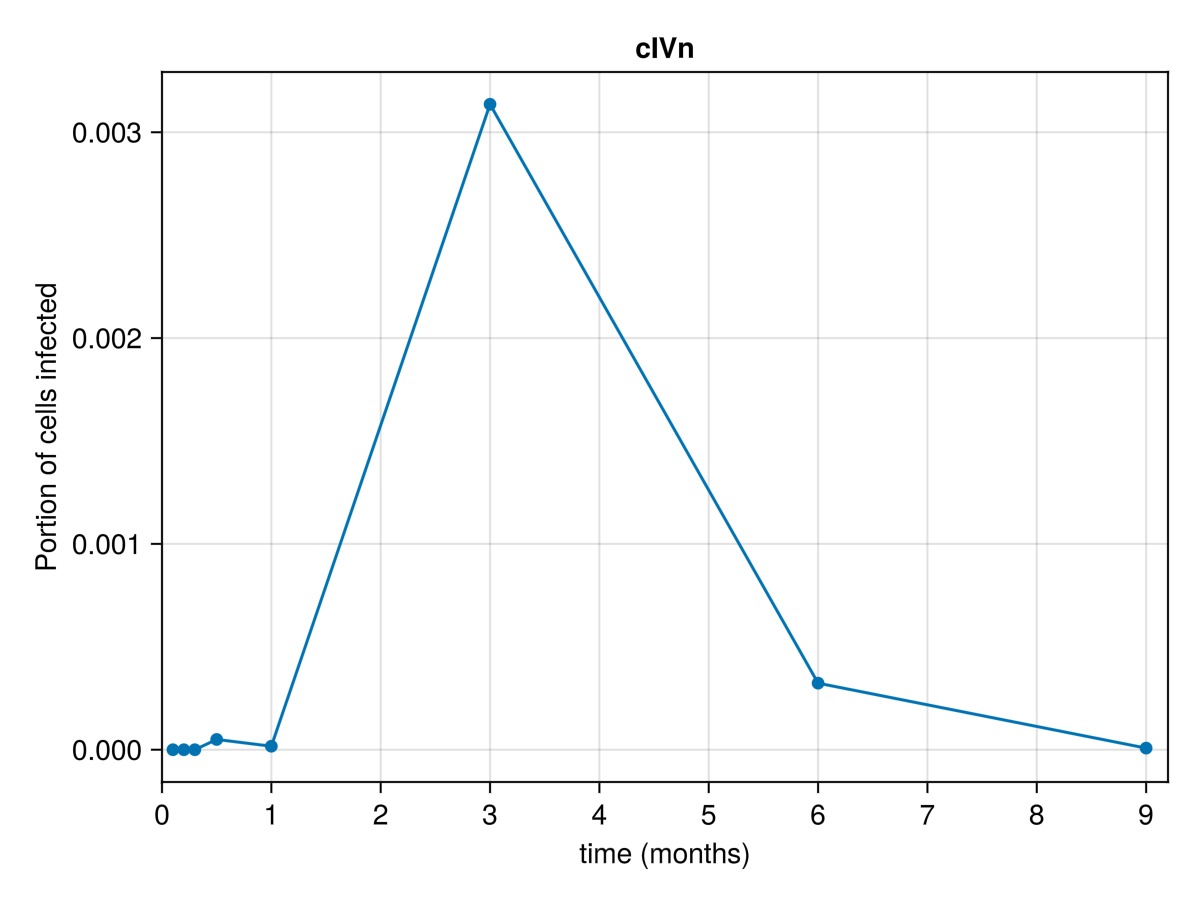 cIVn
Portion of cells infected
0.003
0.002
0.001
0.000
0 1 2 3 4 5 6 7 8 9
time (months)